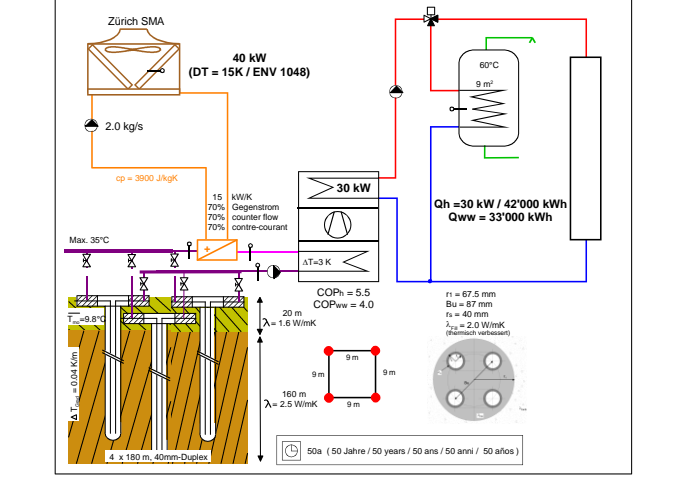 Zürich SMA
40 kW
(DT = 15K / ENV 1048)
2.0 kg/s
cp = 3900 J/kgK
60°C
9 m²
15 kW/K
70% Gegenstrom
70% counter flow
70% contre-courant
30 kW
ΔT=3 K
COPh = 5.5
COPww = 4.0
Qh =30 kW / 42'000 kWh
Qww = 33'000 kWh
Max. 35°C
Tmo=9.8°C
Δ TGrad = 0.04 K/m
20 m
λ= 1.6 W/mK
160 m
λ= 2.5 W/mK
9 m
9 m
9 m
9 m
r1 = 67.5 mm
Bu = 87 mm
rs = 40 mm
λFill = 2.0 W/mK
(thermisch verbessert)
4 x 180 m, 40mm-Duplex
50a ( 50 Jahre / 50 years / 50 ans / 50 anni / 50 años )